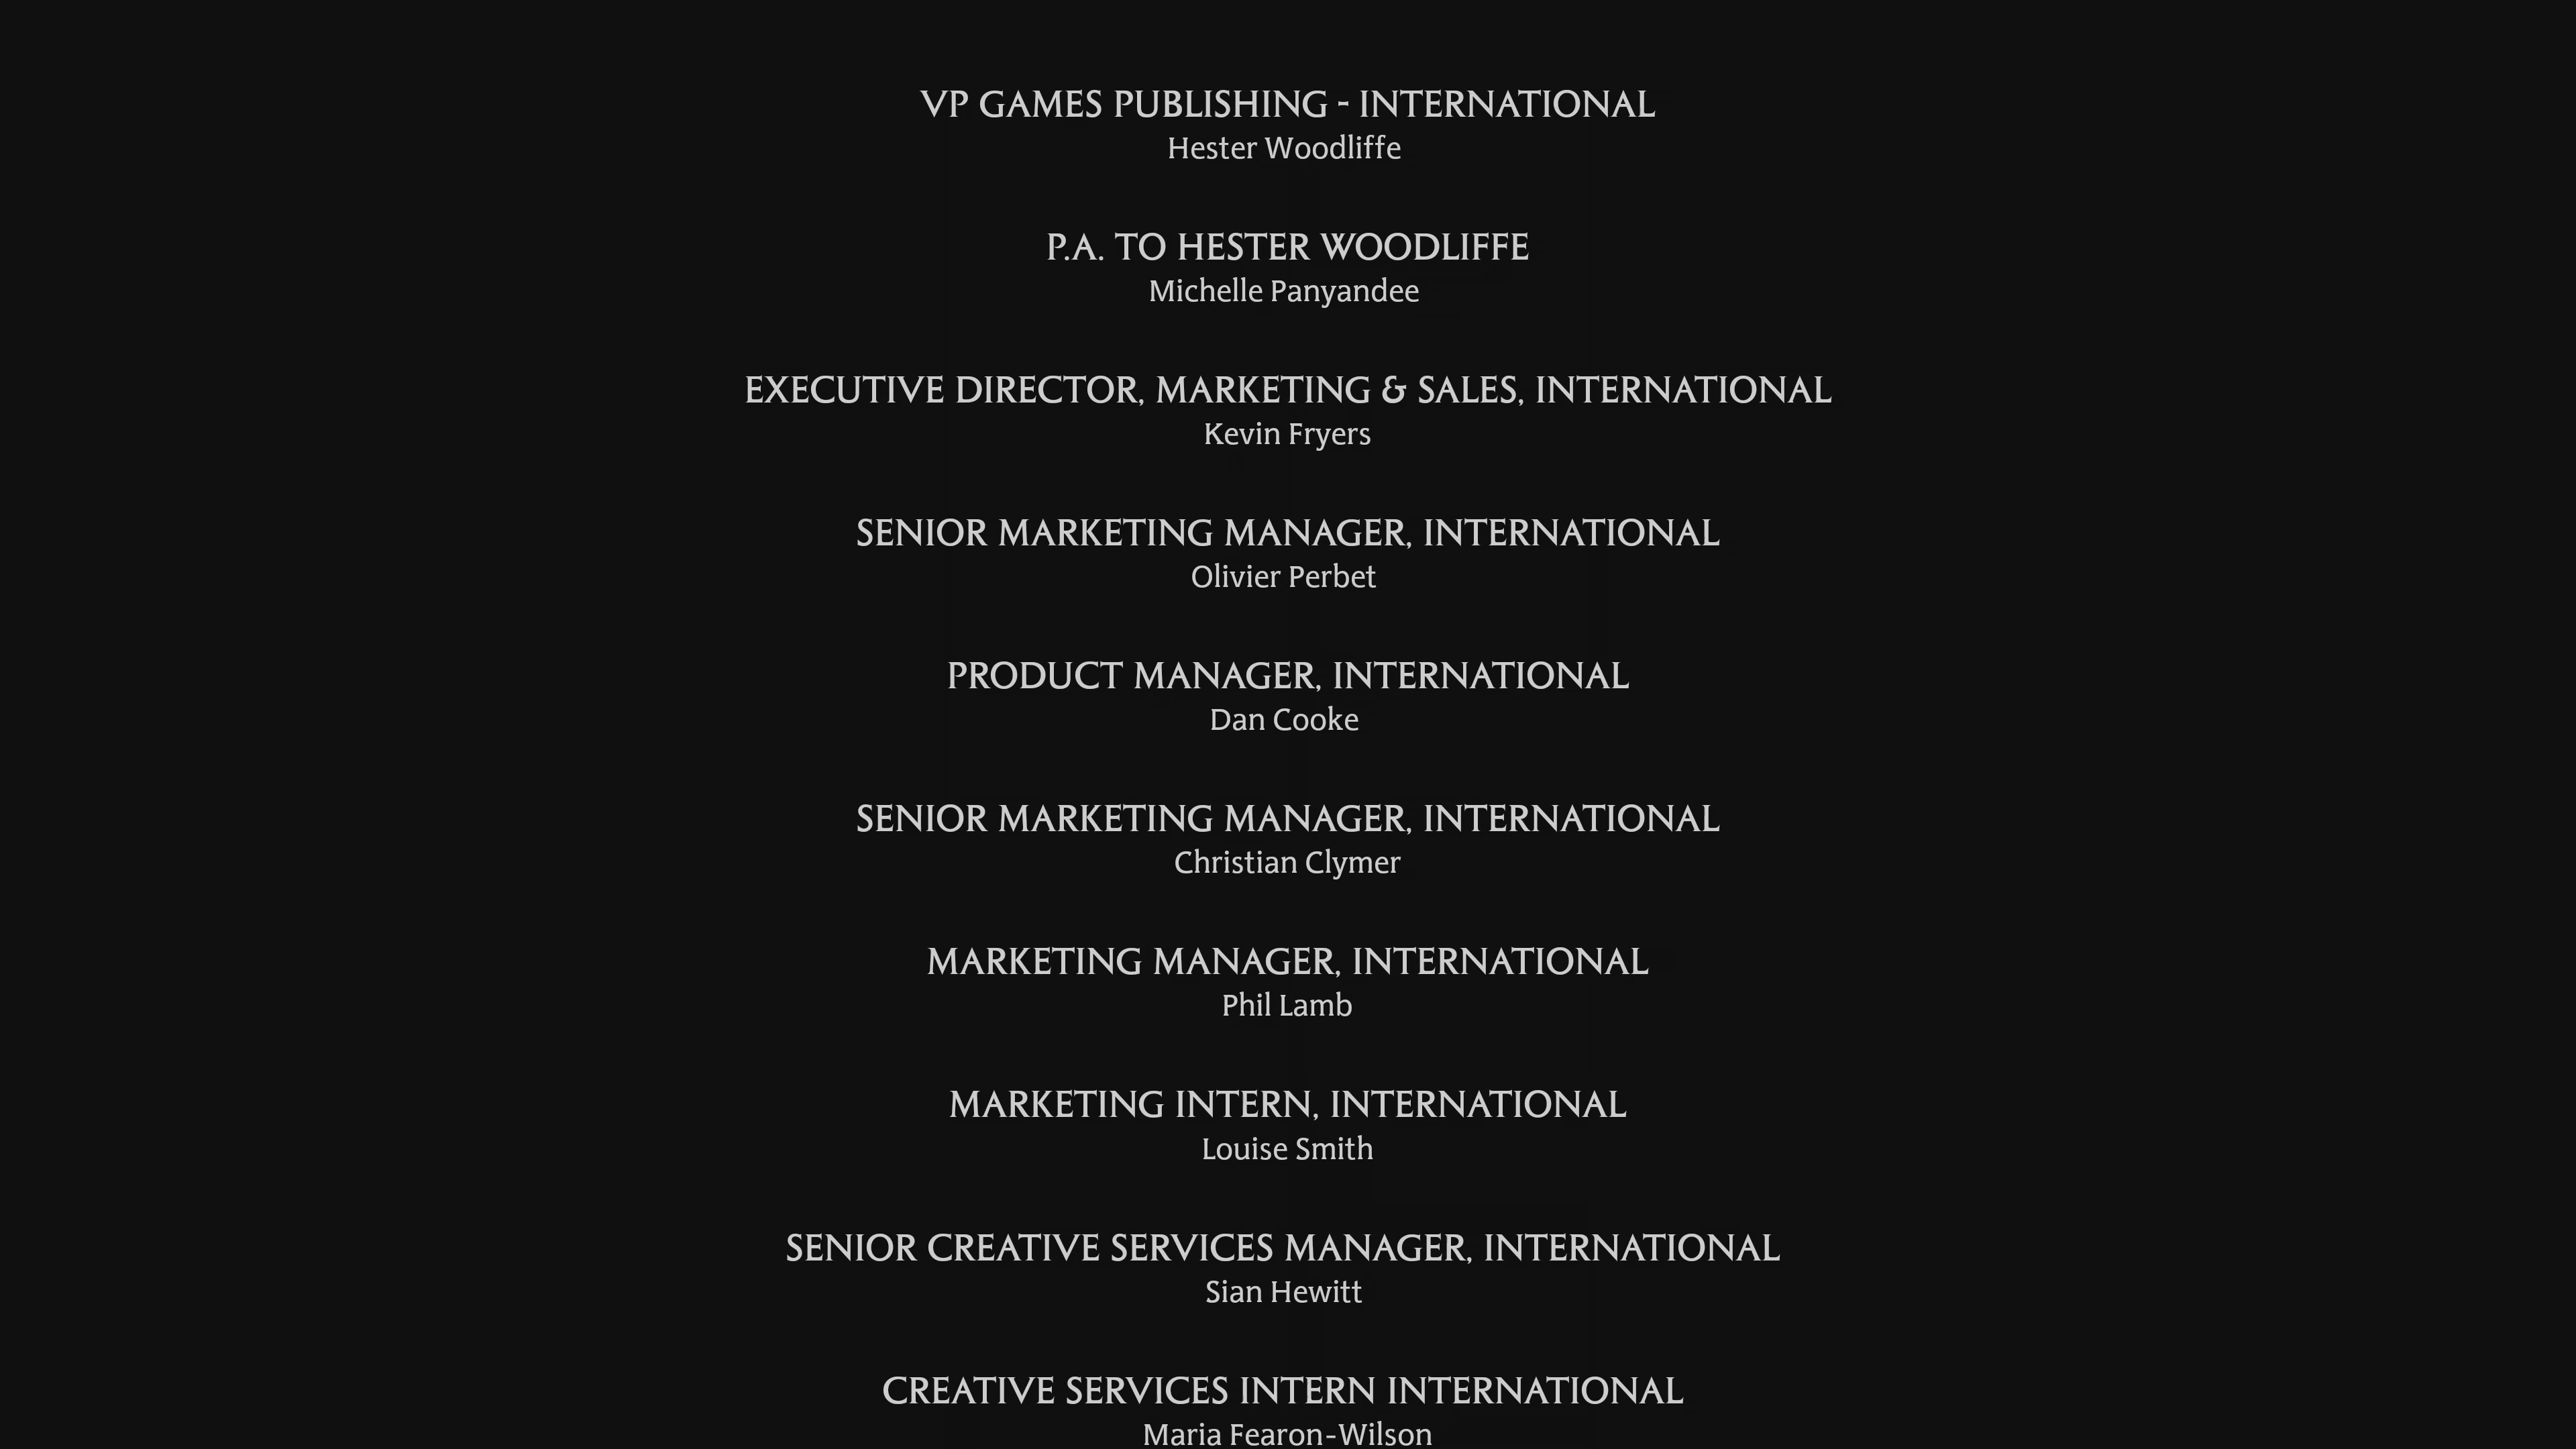 VP GAMES PUBLISHING - INTERNATIONAL
Hester Woodliffe
P.A. TO HESTER WOODLIFFE
Michelle Panyandee
EXECUTIVE DIRECTOR, MARKETING & SALES, INTERNATIONAL
Kevin Fryers
SENIOR MARKETING MANAGER, INTERNATIONAL
Olivier Perbet
PRODUCT MANAGER, INTERNATIONAL
Dan Cooke
SENIOR MARKETING MANAGER, INTERNATIONAL
Christian Clymer
MARKETING MANAGER, INTERNATIONAL
Phil Lamb
MARKETING INTERN, INTERNATIONAL
Louise Smith
SENIOR CREATIVE SERVICES MANAGER, INTERNATIONAL
Sian Hewitt
CREATIVE SERVICES INTERN INTERNATIONAL
Maria Fearon-Wilson